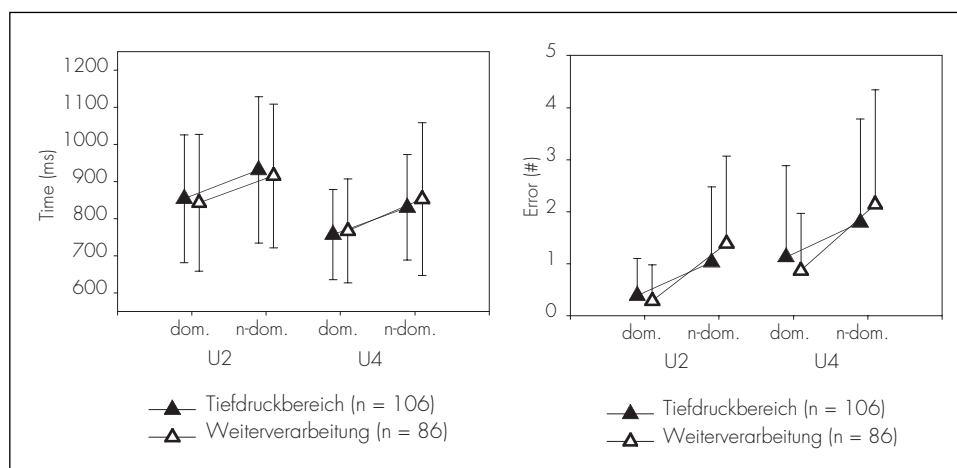 1200
1100
1000
900
800
700
600
Time (ms)
dom. n-dom. dom. n-dom.
U2 U4
Tiefdruckbereich (n = 106)
Weiterverarbeitung (n = 86)
5
4
3
2
1
0
Error (#)
dom. n-dom. dom. n-dom.
U2 U4
Tiefdruckbereich (n = 106)
Weiterverarbeitung (n = 86)